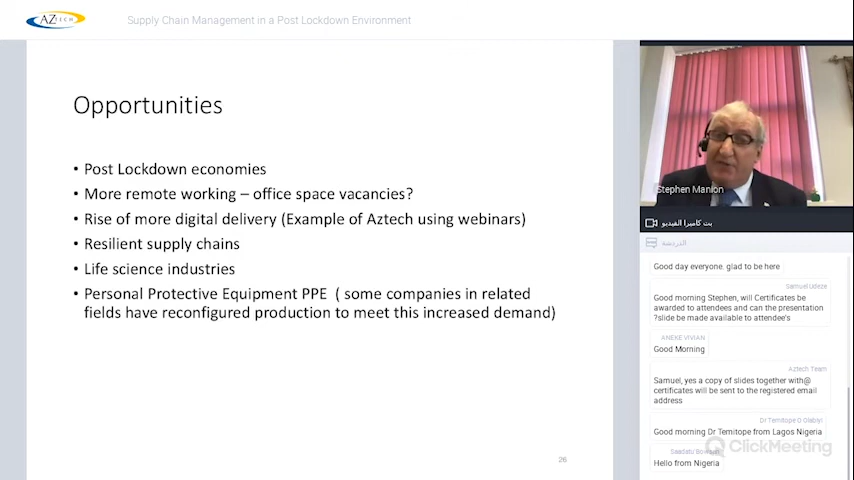 AZTECH
Supply Chain Management in a Post Lockdown Environment
Opportunities
• Post Lockdown economies
• More remote working – office space vacancies?
• Rise of more digital delivery (Example of Aztech using webinars)
• Resilient supply chains
• Life science industries
• Personal Protective Equipment PPE ( some companies in related
fields have reconfigured production to meet this increased demand)
26
Stephen Manion
بث كاميرا الفيديو
الدردشة
Good day everyone. glad to be here
Samuel Udeze
Good morning Stephen, will Certificates be
awarded to attendees and can the presentation
?slide be made available to attendee's
ANEKE VIVIAN
Good Morning
Aztech Team
Samuel, yes a copy of slides together with@
certificates will be sent to the registered email
address
Dr Temitope O Olabiyi
Good morning Dr Temitope from Lagos Nigeria
Saadatu
Hello from Nigeria
ClickMeeting